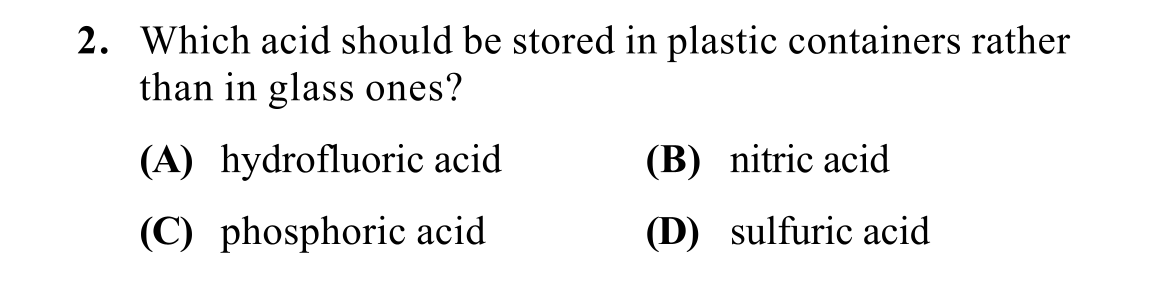 2. Which acid should be stored in plastic containers rather
than in glass ones?
(A) hydrofluoric acid (B) nitric acid
(C) phosphoric acid (D) sulfuric acid